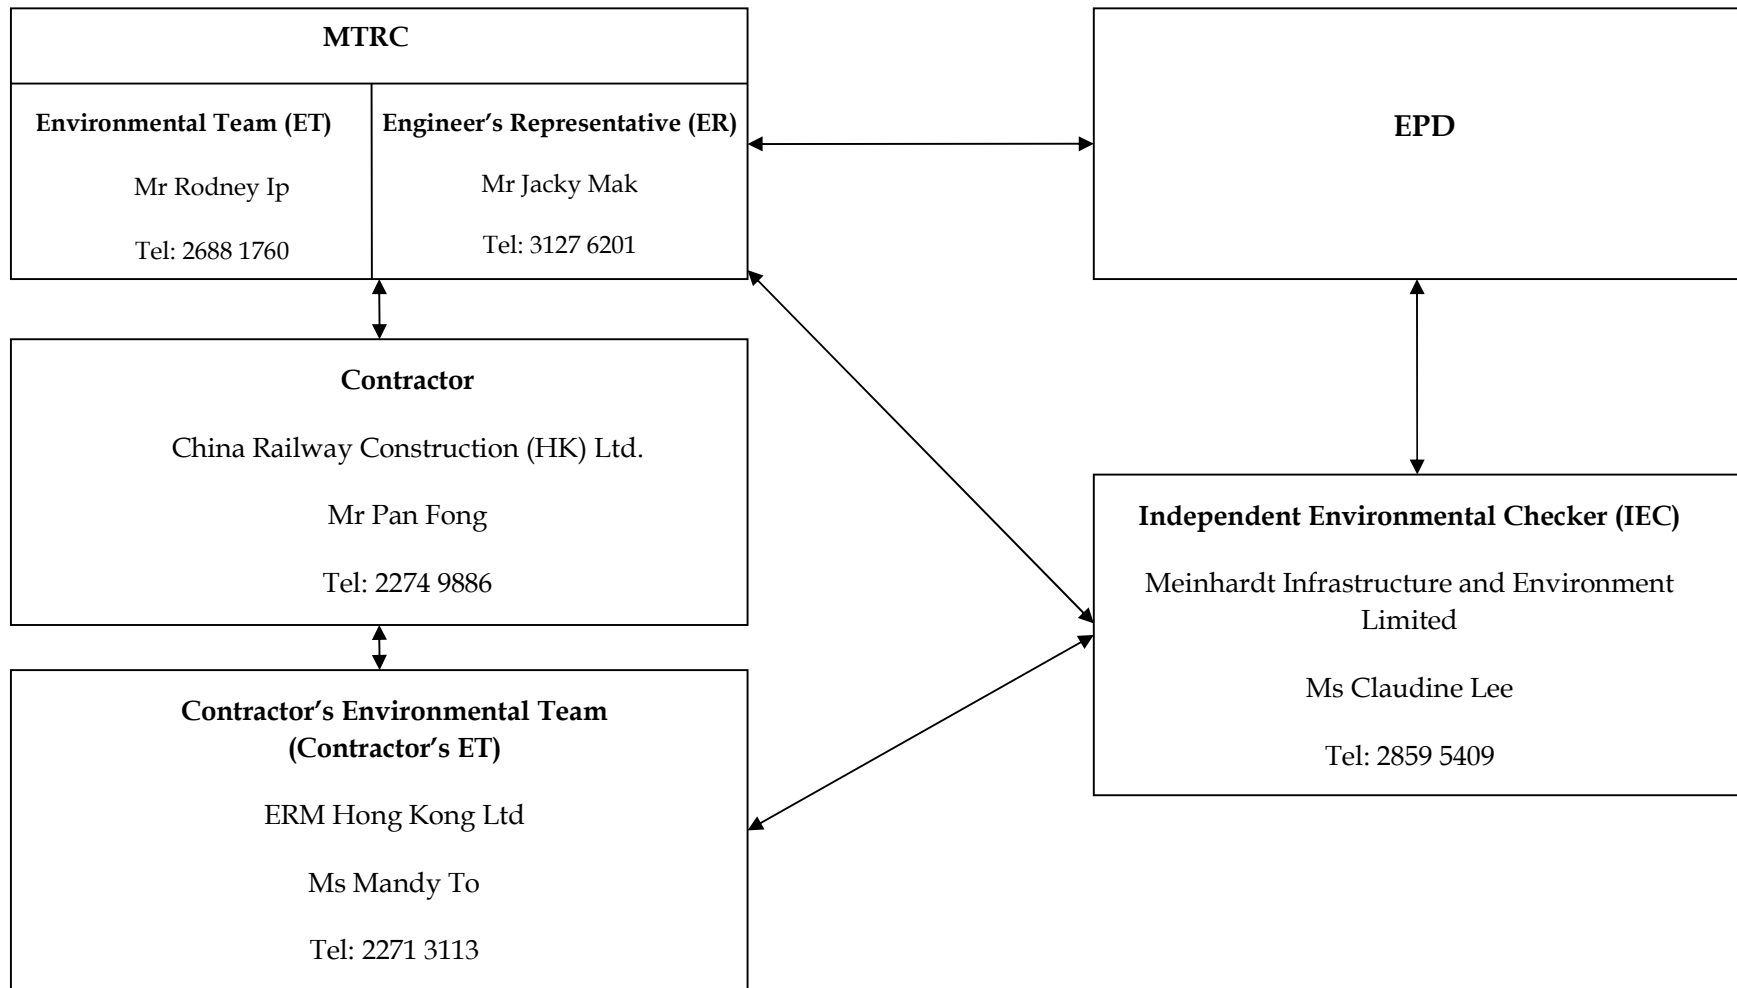 MTRC
Environmental Team (ET)
Mr Rodney Ip
Tel: 2688 1760
Engineer’s Representative (ER)
Mr Jacky Mak
Tel: 3127 6201
EPD
Contractor
China Railway Construction (HK) Ltd.
Mr Pan Fong
Tel: 2274 9886
Independent Environmental Checker (IEC)
Meinhardt Infrastructure and Environment
Limited
Ms Claudine Lee
Tel: 2859 5409
Contractor’s Environmental Team
(Contractor’s ET)
ERM Hong Kong Ltd
Ms Mandy To
Tel: 2271 3113